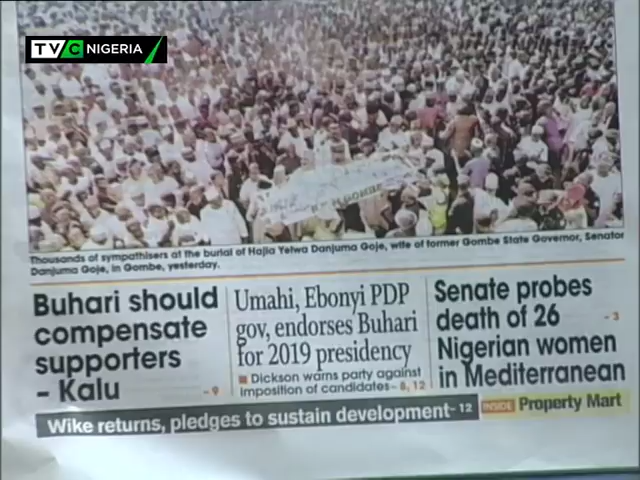 TVC NIGERIA
Thousands of sympathisers at the burial of Hajia Yelwa Danjuma Goje, wife of former Gombe State Governor, Senator
Danjuma Goje, in Gombe, yesterday.
Buhari should
compensate
supporters
– Kalu
- 9
Umahi, Ebonyi PDP
gov, endorses Buhari
for 2019 presidency
Dickson warns party against
imposition of candidates- 8, 12
Senate probes
death of 26 - 3
Nigerian women
in Mediterranean
Wike returns, pledges to sustain development- 12
INSIDE Property Mart